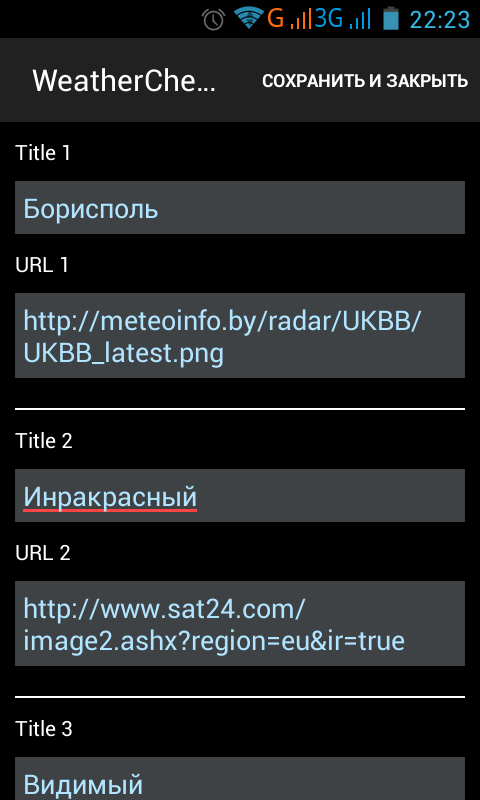 G 3G 22:23
WeatherChe... СОХРАНИТЬ И ЗАКРЫТЬ
Title 1
Борисполь
URL 1
http://meteoinfo.by/radar/UKBB/
UKBB_latest.png
Title 2
Инракрасный
URL 2
http://www.sat24.com/
image2.ashx?region=eu&ir=true
Title 3
Видимый